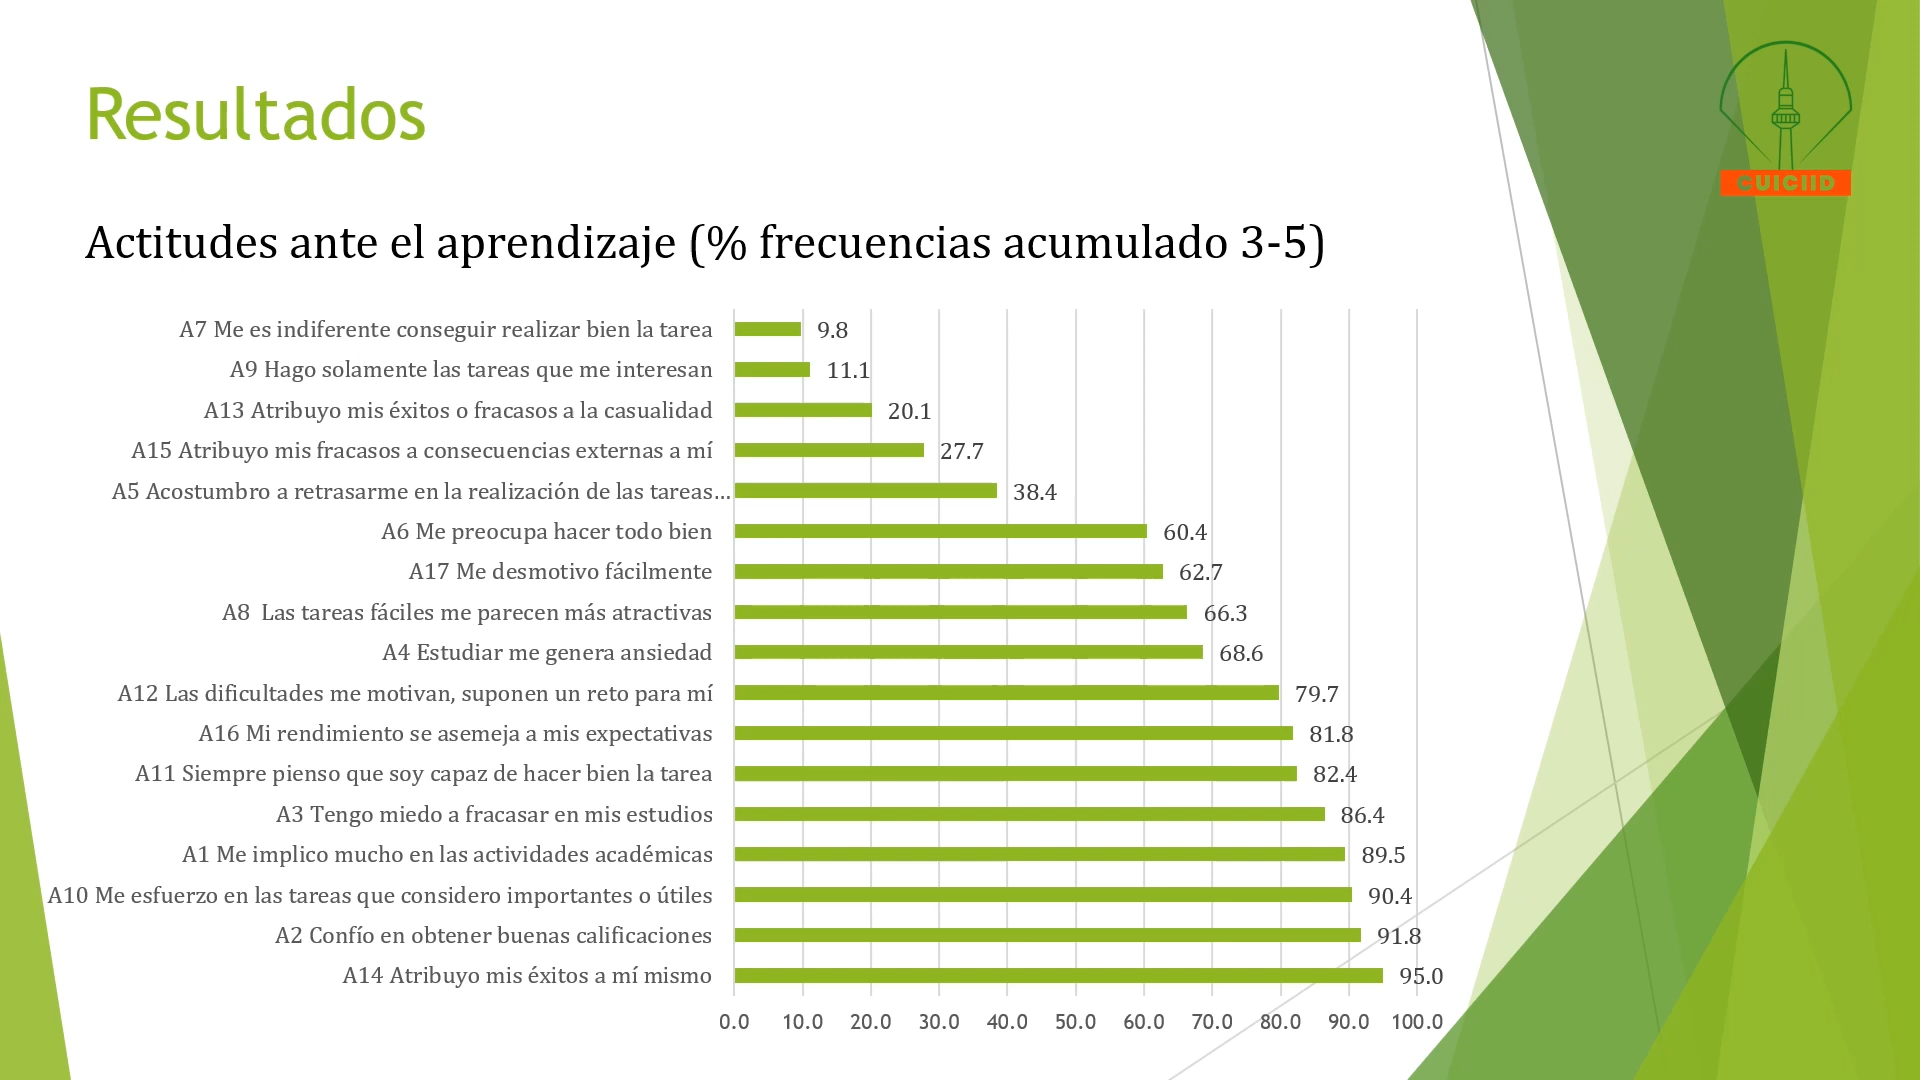 Resultados
CUICIID
Actitudes ante el aprendizaje (% frecuencias acumulado 3-5)
A7 Me es indiferente conseguir realizar bien la tarea 9.8
A9 Hago solamente las tareas que me interesan 11.1
A13 Atribuyo mis éxitos o fracasos a la casualidad 20.1
A15 Atribuyo mis fracasos a consecuencias externas a mí 27.7
A5 Acostumbro a retrasarme en la realización de las tareas… 38.4
A6 Me preocupa hacer todo bien 60.4
A17 Me desmotivo fácilmente 62.7
A8  Las tareas fáciles me parecen más atractivas 66.3
A4 Estudiar me genera ansiedad 68.6
A12 Las dificultades me motivan, suponen un reto para mí 79.7
A16 Mi rendimiento se asemeja a mis expectativas 81.8
A11 Siempre pienso que soy capaz de hacer bien la tarea 82.4
A3 Tengo miedo a fracasar en mis estudios 86.4
A1 Me implico mucho en las actividades académicas 89.5
A10 Me esfuerzo en las tareas que considero importantes o útiles 90.4
A2 Confío en obtener buenas calificaciones 91.8
A14 Atribuyo mis éxitos a mí mismo 95.0
0.0 10.0 20.0 30.0 40.0 50.0 60.0 70.0 80.0 90.0 100.0